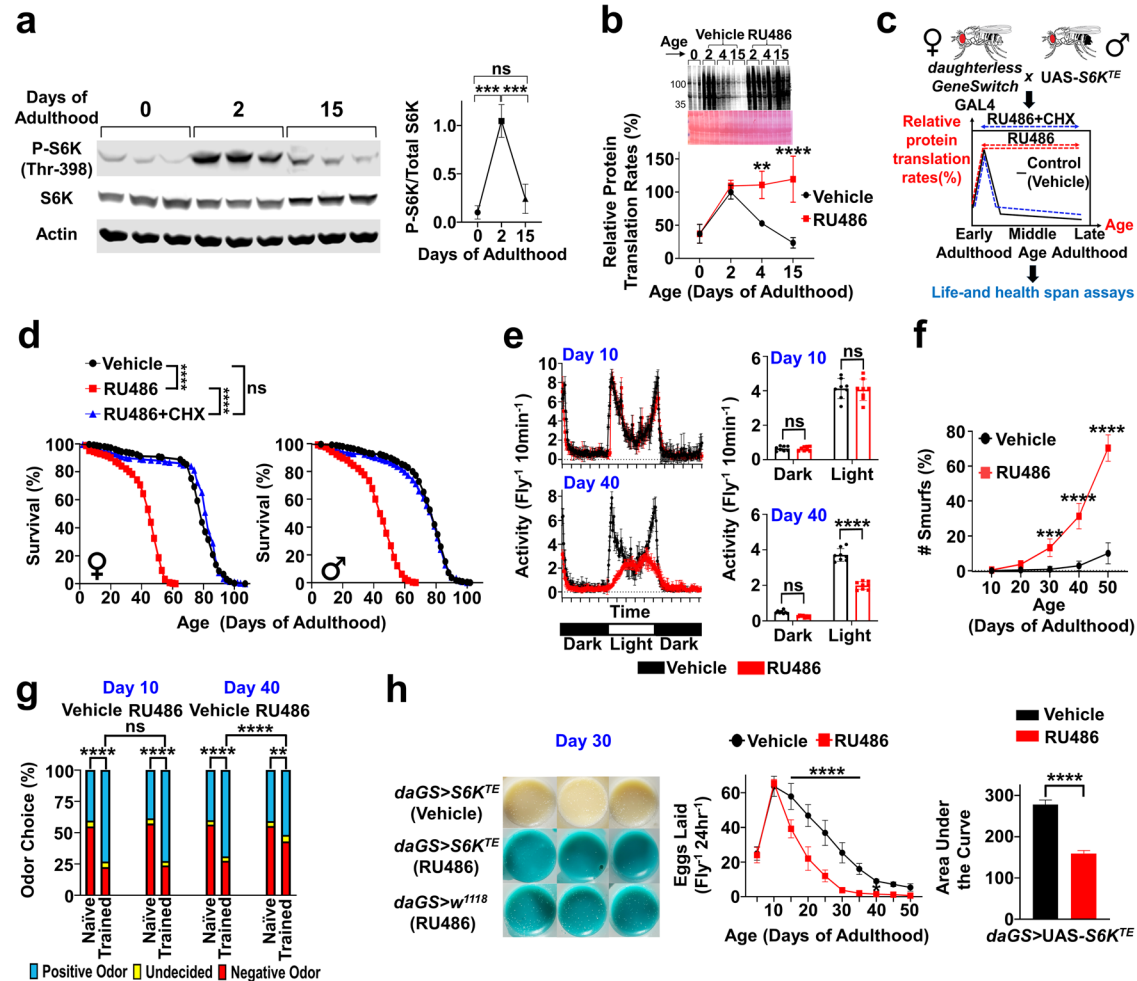 a
Days of
Adulthood
0
2
15
P-S6K
(Thr-398)
S6K
Actin
P-S6K/Total S6K
ns
*** ***
1.0
0.5
0.0
0 2 15
Days of Adulthood
b
Vehicle RU486
Age
0 2 4 15 2 4 15
100
35
Relative Protein
Translation Rates (%)
150
100
50
0
**
****
Vehicle
RU486
0 2 4 15
Age (Days of Adulthood)
c
♀
♂
daughterless
GeneSwitch
GAL4
x
UAS-S6KTE
Relative
protein
translation
rates(%)
RU486+CHX
RU486
Control
(Vehicle)
Age
Early Middle Late
Adulthood Age Adulthood
Life-and health span assays
d
Vehicle
RU486
RU486+CHX
****
****
ns
Survival (%)
100
80
60
40
20
0
♀
0 20 40 60 80 100
Survival (%)
100
80
60
40
20
0
♂
0 20 40 60 80 100
Age (Days of Adulthood)
e
Activity (Fly-1 10min-1)
Day 10
10
8
6
4
2
0
Day 40
10
8
6
4
2
0
Time
Dark Light Dark
Activity (Fly-1 10min-1)
Day 10
6
4
2
0
ns
ns
Dark Light
Day 40
6
4
2
0
ns
****
Dark Light
Vehicle RU486
f
# Smurfs (%)
80
60
40
20
0
Vehicle
RU486
***
****
****
10 20 30 40 50
Age
(Days of Adulthood)
g
Day 10 Day 40
Vehicle RU486 Vehicle RU486
ns
****
**** **** **** **
Odor Choice (%)
100
75
50
25
0
Naïve
Trained
Naïve
Trained
Naïve
Trained
Naïve
Trained
Positive Odor Undecided Negative Odor
h
Day 30
daGS>S6KTE
(Vehicle)
daGS>S6KTE
(RU486)
daGS>w1118
(RU486)
Vehicle RU486
Eggs Laid
(Fly-1 24hr-1)
80
60
40
20
0
****
*
10 20 30 40 50
Age (Days of Adulthood)
Vehicle
RU486
Area Under
the Curve
300
200
100
0
****
daGS>UAS-S6KTE